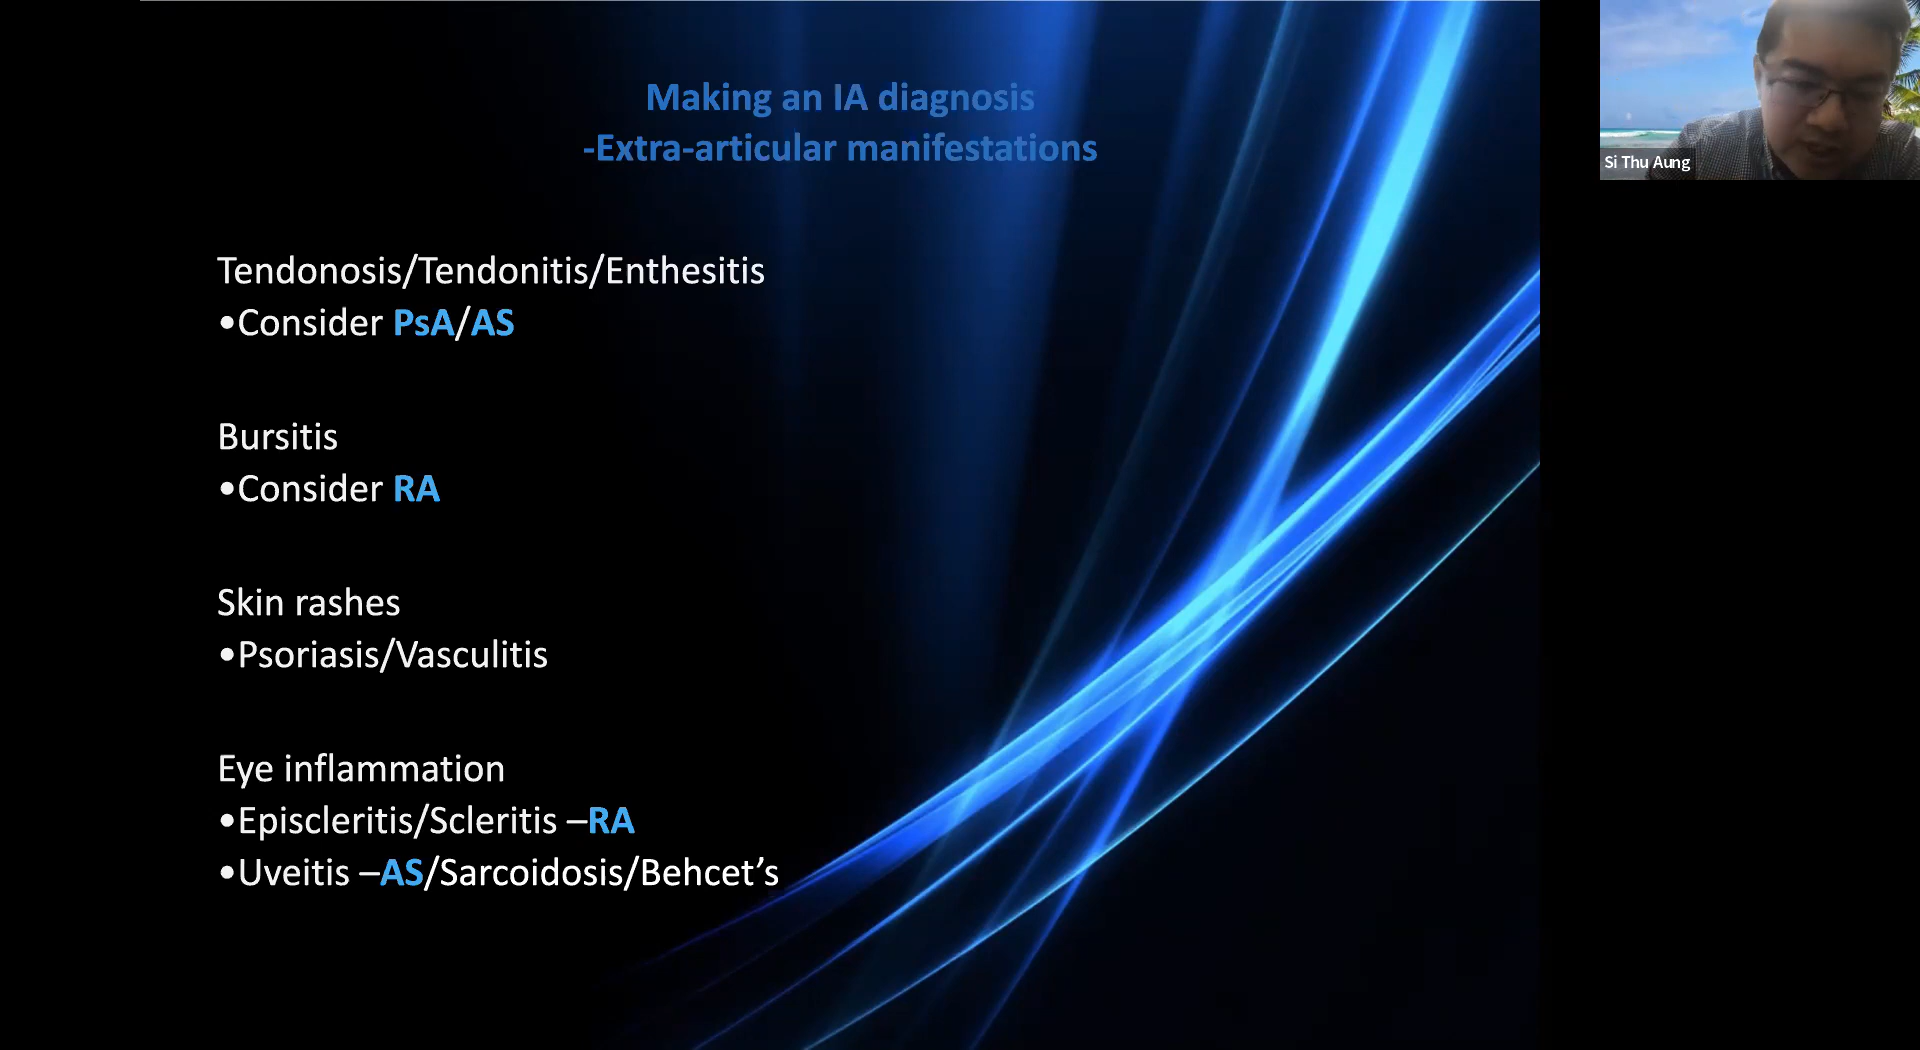 Making an IA diagnosis
-Extra-articular manifestations
Tendonosis/Tendonitis/Enthesitis
•Consider PsA/AS
Bursitis
•Consider RA
Skin rashes
•Psoriasis/Vasculitis
Eye inflammation
•Episcleritis/Scleritis –RA
•Uveitis –AS/Sarcoidosis/Behcet’s
Si Thu Aung